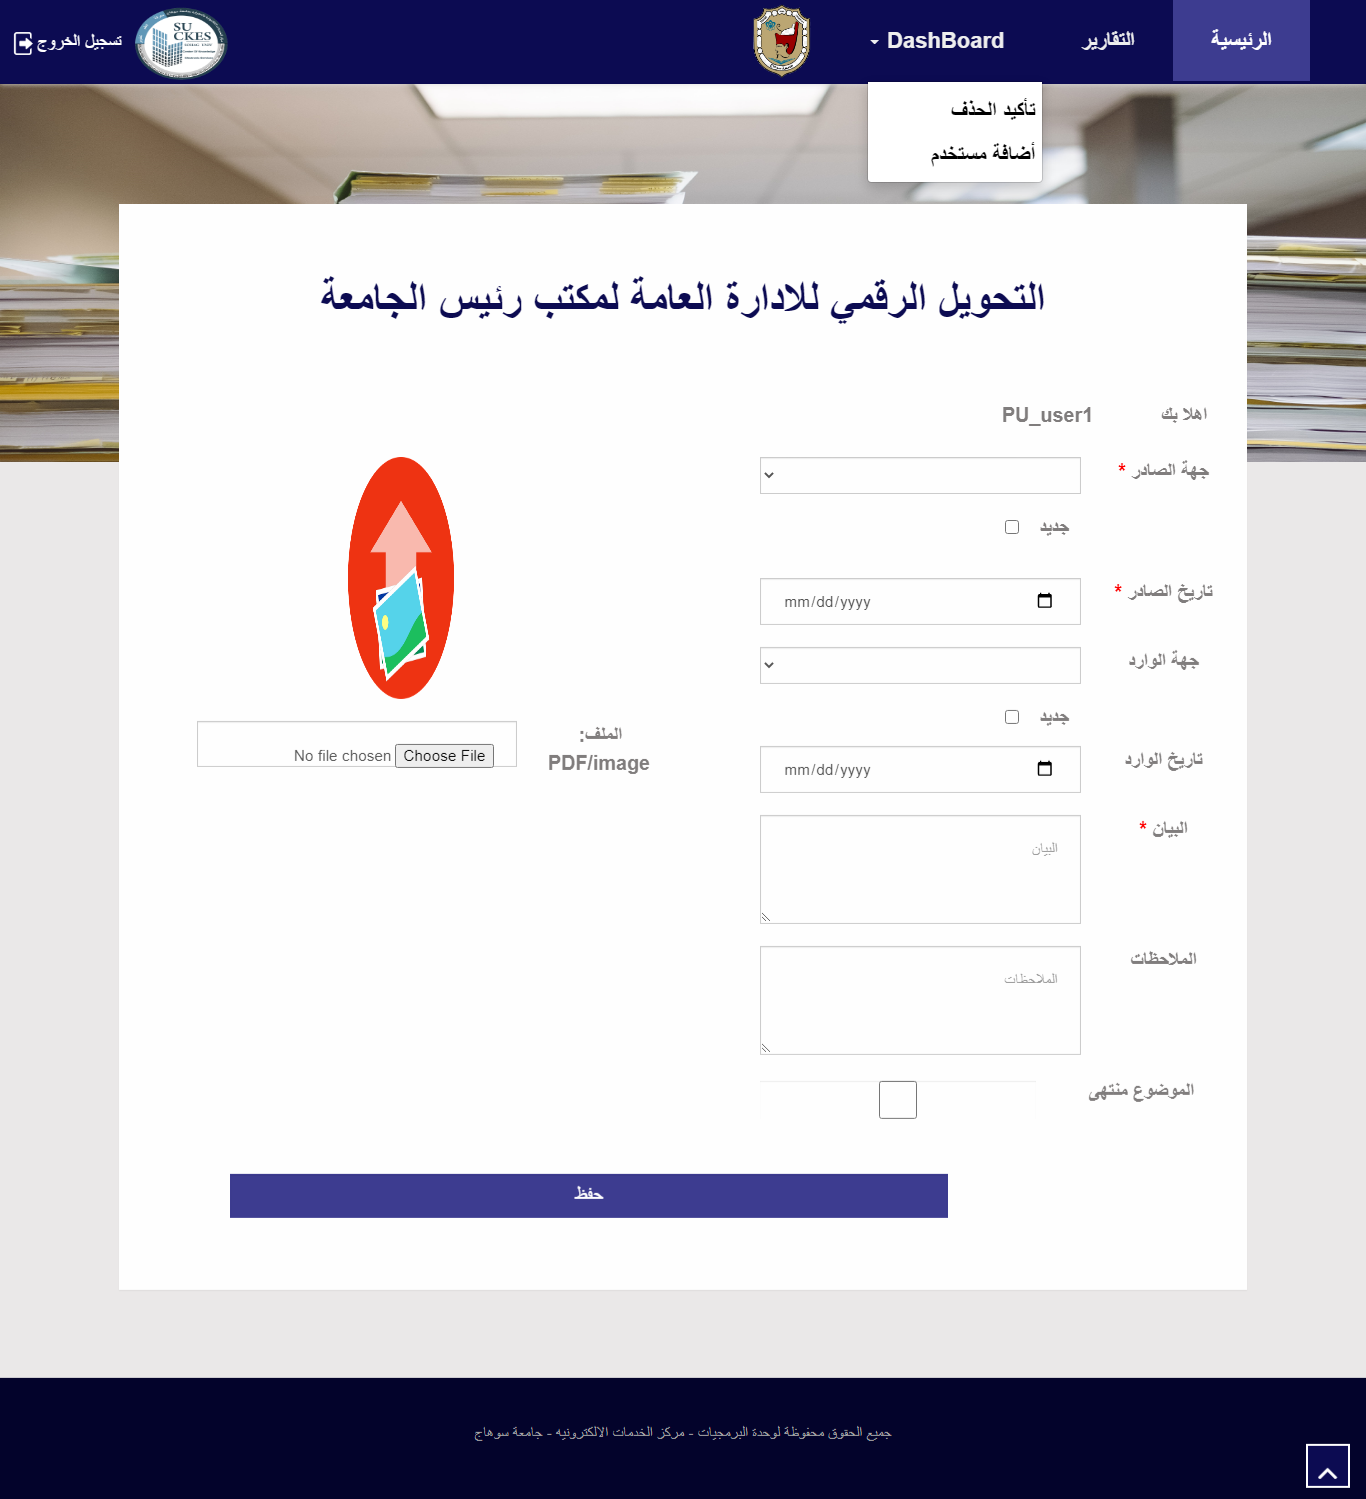 الرئيسية
التقارير
DashBoard
SU
CKES
تسجيل الخروج
تأكيد الحذف
أضافة مستخدم
التحويل الرقمي للادارة العامة لمكتب رئيس الجامعة
اهلا بك PU_user1
جهة الصادر *
جديد
تاريخ الصادر *
mm/dd/yyyy
جهة الوارد
جديد
تاريخ الوارد
mm/dd/yyyy
البيان *
البيان
الملاحظات
الملاحظات
الموضوع منتهى
الملف:
PDF/image
Choose File No file chosen
حفظ
جميع الحقوق محفوظة لوحدة البرمجيات - مركز الخدمات الالكترونيه - جامعة سوهاج